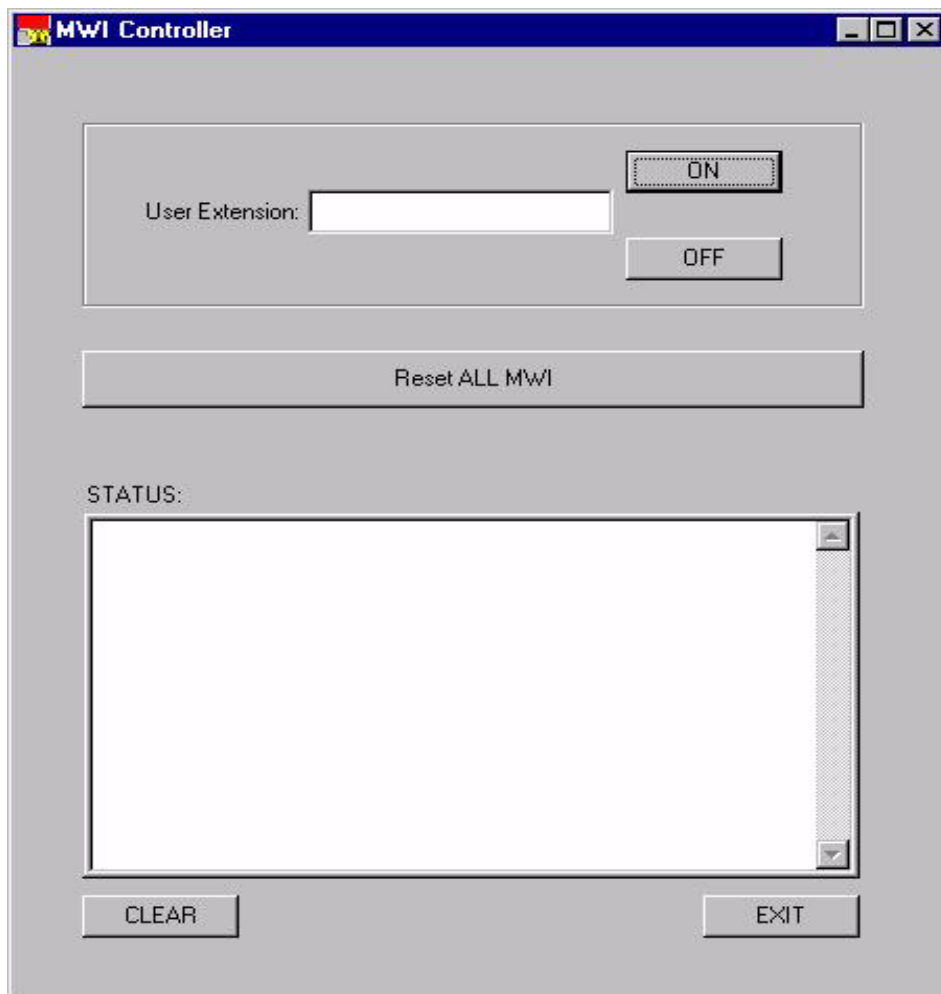 MWI Controller
ON
User Extension:
OFF
Reset ALL MWI
STATUS:
CLEAR
EXIT